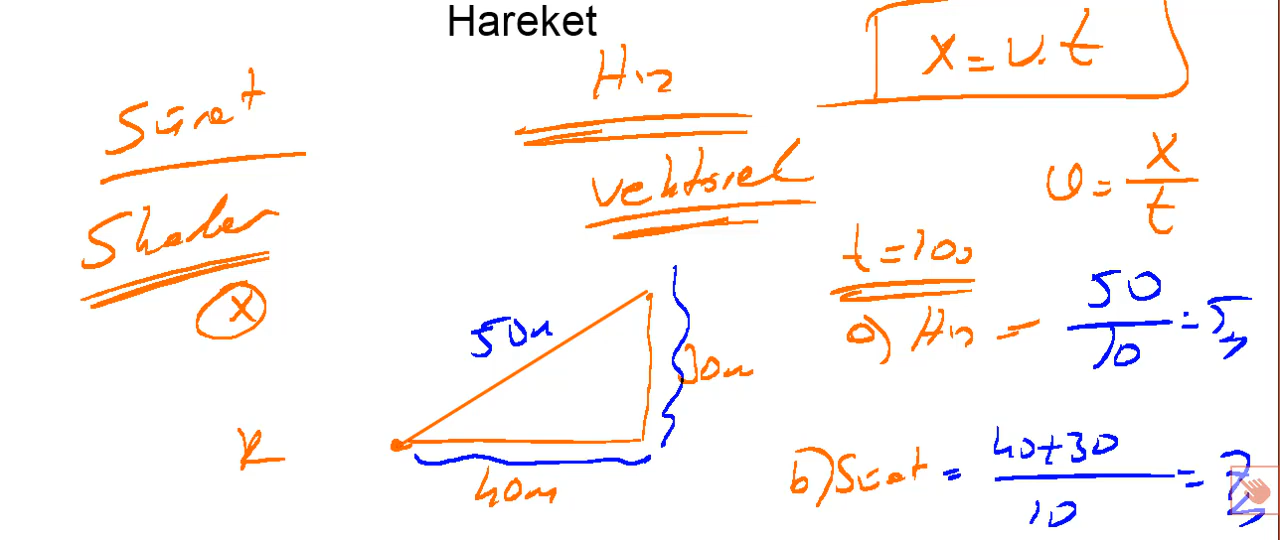 Hareket
x = v.t
Sürat
Hız
Vektörel
Skaler
v = x/t
t = 10s
x
50m
30m
a) Hız = 50/10 = 5
K
40m
b) Sürat = 40+30/10 = 7